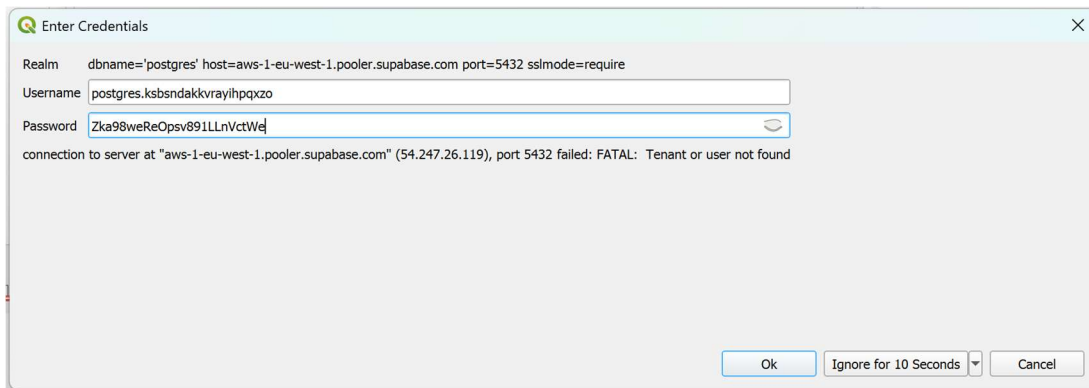 Enter Credentials
Realm dbname='postgres' host=aws-1-eu-west-1.pooler.supabase.com port=5432 sslmode=require
Username postgres.ksbsndakkvrayihpqxzo
Password Zka98weReOpsv891LLnVctWe
connection to server at "aws-1-eu-west-1.pooler.supabase.com" (54.247.26.119), port 5432 failed: FATAL: Tenant or user not found
Ok Ignore for 10 Seconds Cancel